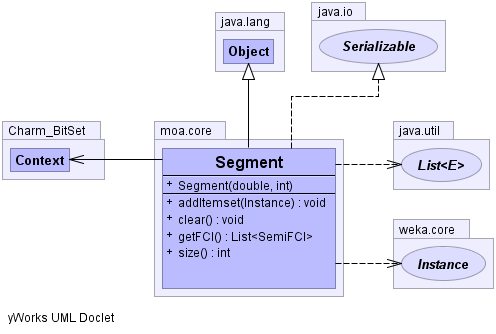 java.lang
Object
java.io
Serializable
Charm_BitSet
Context
moa.core
Segment
+ Segment(double, int)
+ addItemset(Instance) : void
+ clear() : void
+ getFCI() : List<SemiFCI>
+ size() : int
java.util
List<E>
weka.core
Instance
yWorks UML Doclet